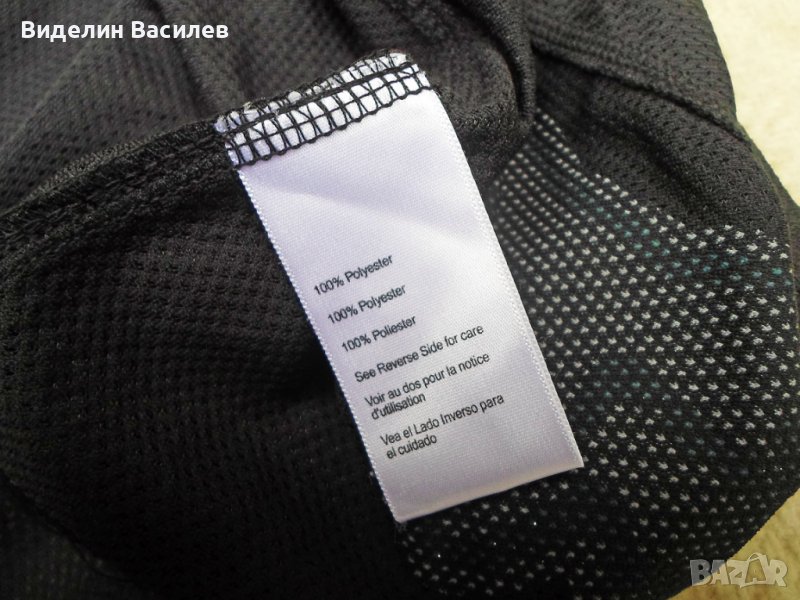 Виделин Василев
100% Polyester
100% Polyester
100% Poliester
See Reverse Side for care
Voir au dos pour la notice
d'utilisation
Vea el Lado Inverso para
el cuidado
BAZAR